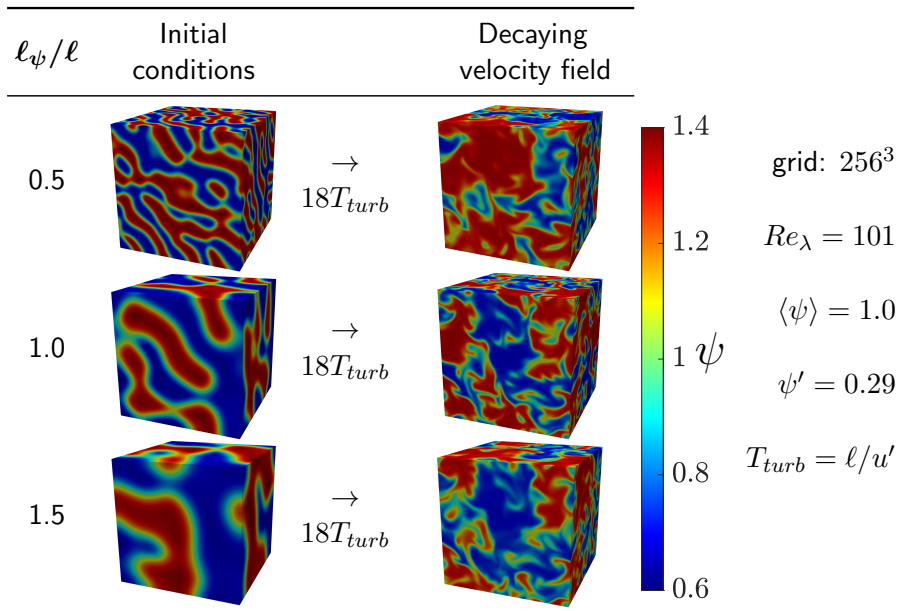 ℓψ/ℓ
Initial
conditions
Decaying
velocity field
0.5
→
18T_turb
1.0
→
18T_turb
1.5
→
18T_turb
1.4
1.2
1
0.8
0.6
ψ
grid: 256³
Re_λ = 101
⟨ψ⟩ = 1.0
ψ′ = 0.29
T_turb = ℓ/u′